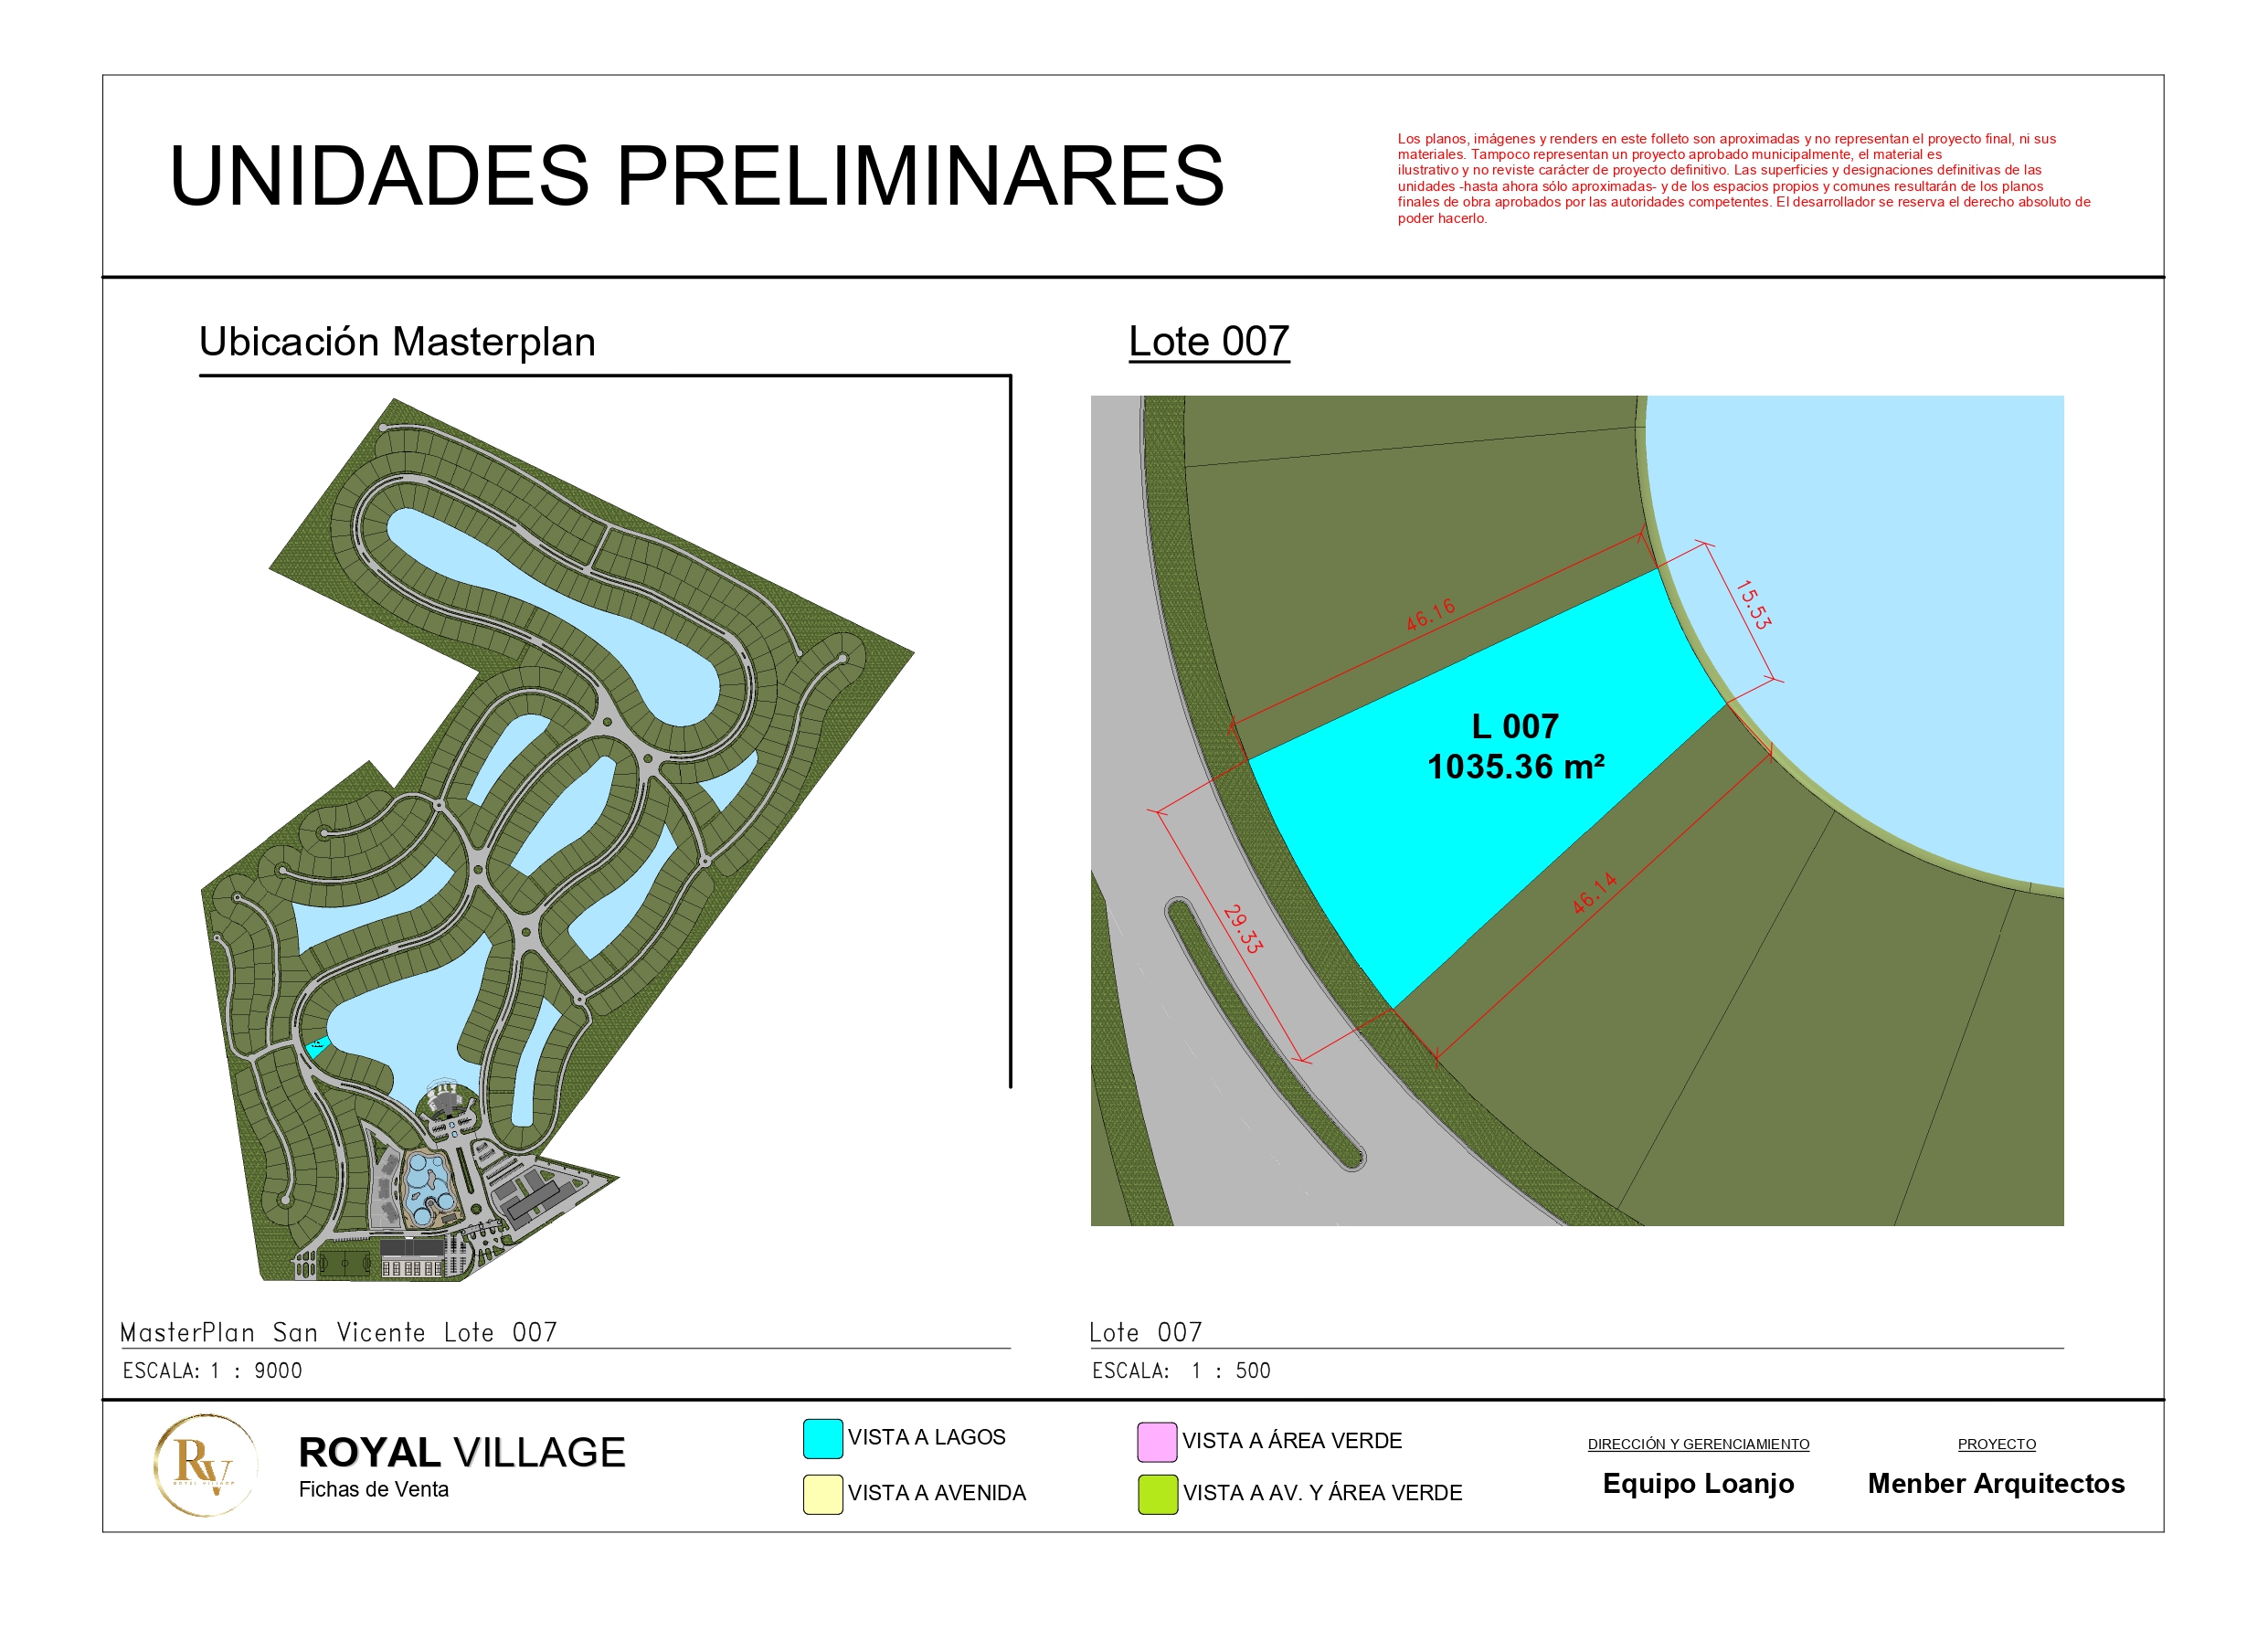 UNIDADES PRELIMINARES
Los planos, imágenes y renders en este folleto son aproximadas y no representan el proyecto final, ni sus
materiales. Tampoco representan un proyecto aprobado municipalmente, el material es
ilustrativo y no reviste carácter de proyecto definitivo. Las superficies y designaciones definitivas de las
unidades -hasta ahora sólo aproximadas- y de los espacios propios y comunes resultarán de los planos
finales de obra aprobados por las autoridades competentes. El desarrollador se reserva el derecho absoluto de
poder hacerlo.
Ubicación Masterplan
Lote 007
46.16
15.53
L 007
1035.36 m²
46.14
29.33
MasterPlan San Vicente Lote 007
ESCALA: 1 : 9000
Lote 007
ESCALA: 1 : 500
RV
ROYAL VILLAGE
ROYAL VILLAGE
Fichas de Venta
VISTA A LAGOS
VISTA A AVENIDA
VISTA A ÁREA VERDE
VISTA A AV. Y ÁREA VERDE
DIRECCIÓN Y GERENCIAMIENTO
Equipo Loanjo
PROYECTO
Menber Arquitectos